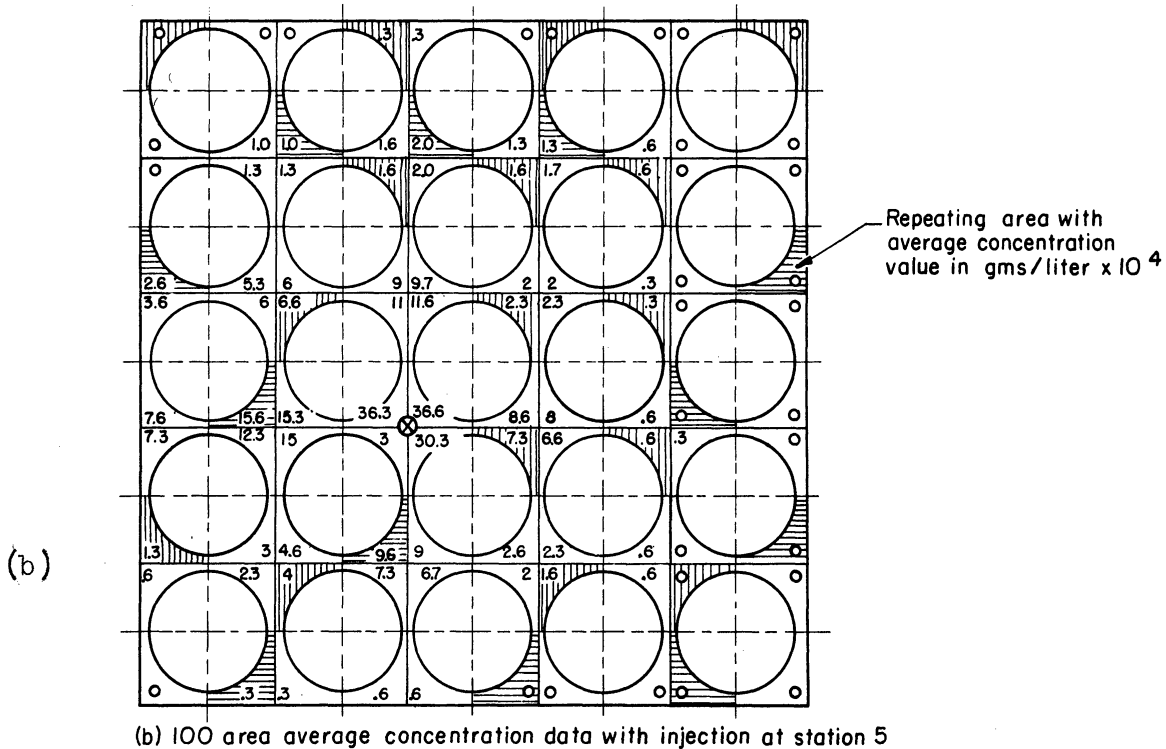 O O O .3 .3 O O O O O
O 1.0 1.0 1.6 2.0 1.3 1.3 .6 O O
O 1.3 1.3 1.6 2.0 1.6 1.7 .6 O O
Repeating area with
average concentration
value in gms/liter x 10 4
2.6 5.3 6 9 9.7 2 2 .3 O O
3.6 6 6.6 11 11.6 2.3 2.3 .3 O O
7.6 15.6 15.3 36.3 36.6 8.6 8 .6 O O
7.3 12.3 15 3 30.3 7.3 6.6 .6 .3 O
1.3 3 4.6 9.6 9 2.6 2.3 .6 O O
(b)
.6 2.3 4 7.3 6.7 2 1.6 .6 O O
O .3 .3 .6 .6 O O O O O
(b) 100 area average concentration data with injection at station 5